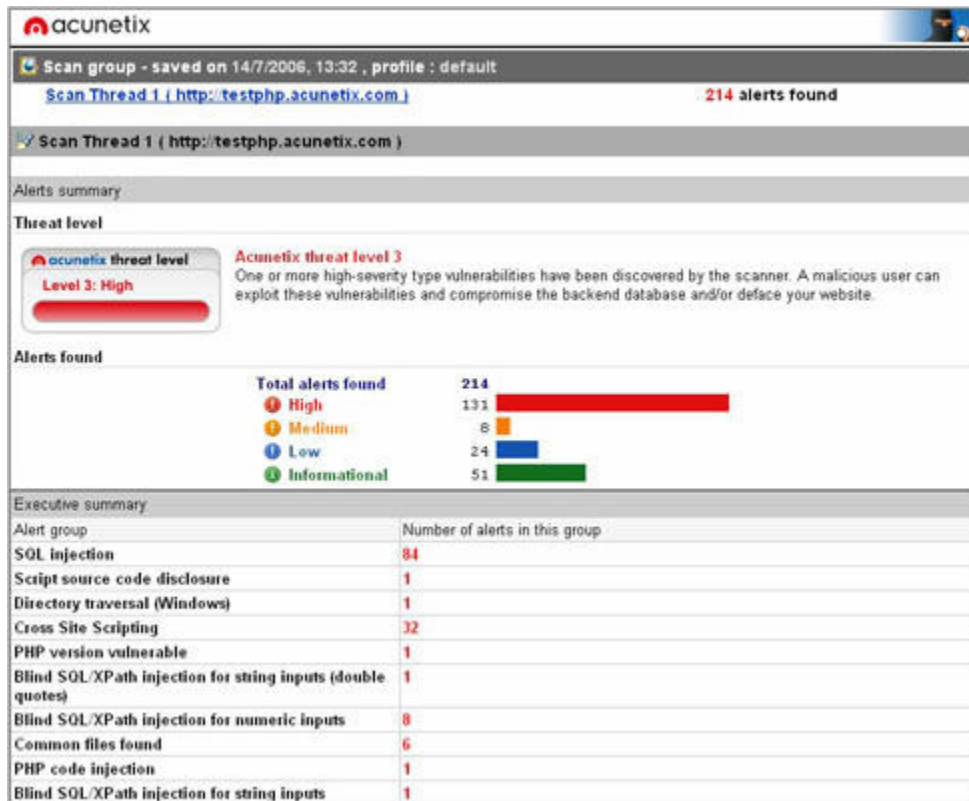 acunetix
Scan group - saved on 14/7/2006, 13:32 , profile : default
Scan Thread 1 ( http://testphp.acunetix.com )
214 alerts found
Scan Thread 1 ( http://testphp.acunetix.com )
Alerts summary
Threat level
acunetix threat level
Level 3: High
Acunetix threat level 3
One or more high-severity type vulnerabilities have been discovered by the scanner. A malicious user can
exploit these vulnerabilities and compromise the backend database and/or deface your website.
Alerts found
Total alerts found 214
High 131
Medium 8
Low 24
Informational 51
Executive summary
Alert group Number of alerts in this group
SQL injection 84
Script source code disclosure 1
Directory traversal (Windows) 1
Cross Site Scripting 32
PHP version vulnerable 1
Blind SQL/XPath injection for string inputs (double 1
quotes)
Blind SQL/XPath injection for numeric inputs 8
Common files found 6
PHP code injection 1
Blind SQL/XPath injection for string inputs 1